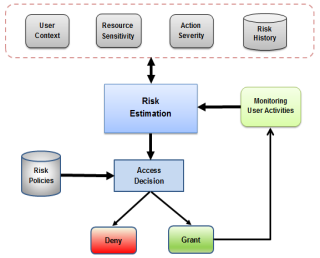 User
Context
Resource
Sensitivity
Action
Severity
Risk
History
Risk
Estimation
Monitoring
User Activities
Risk
Policies
Access
Decision
Deny
Grant